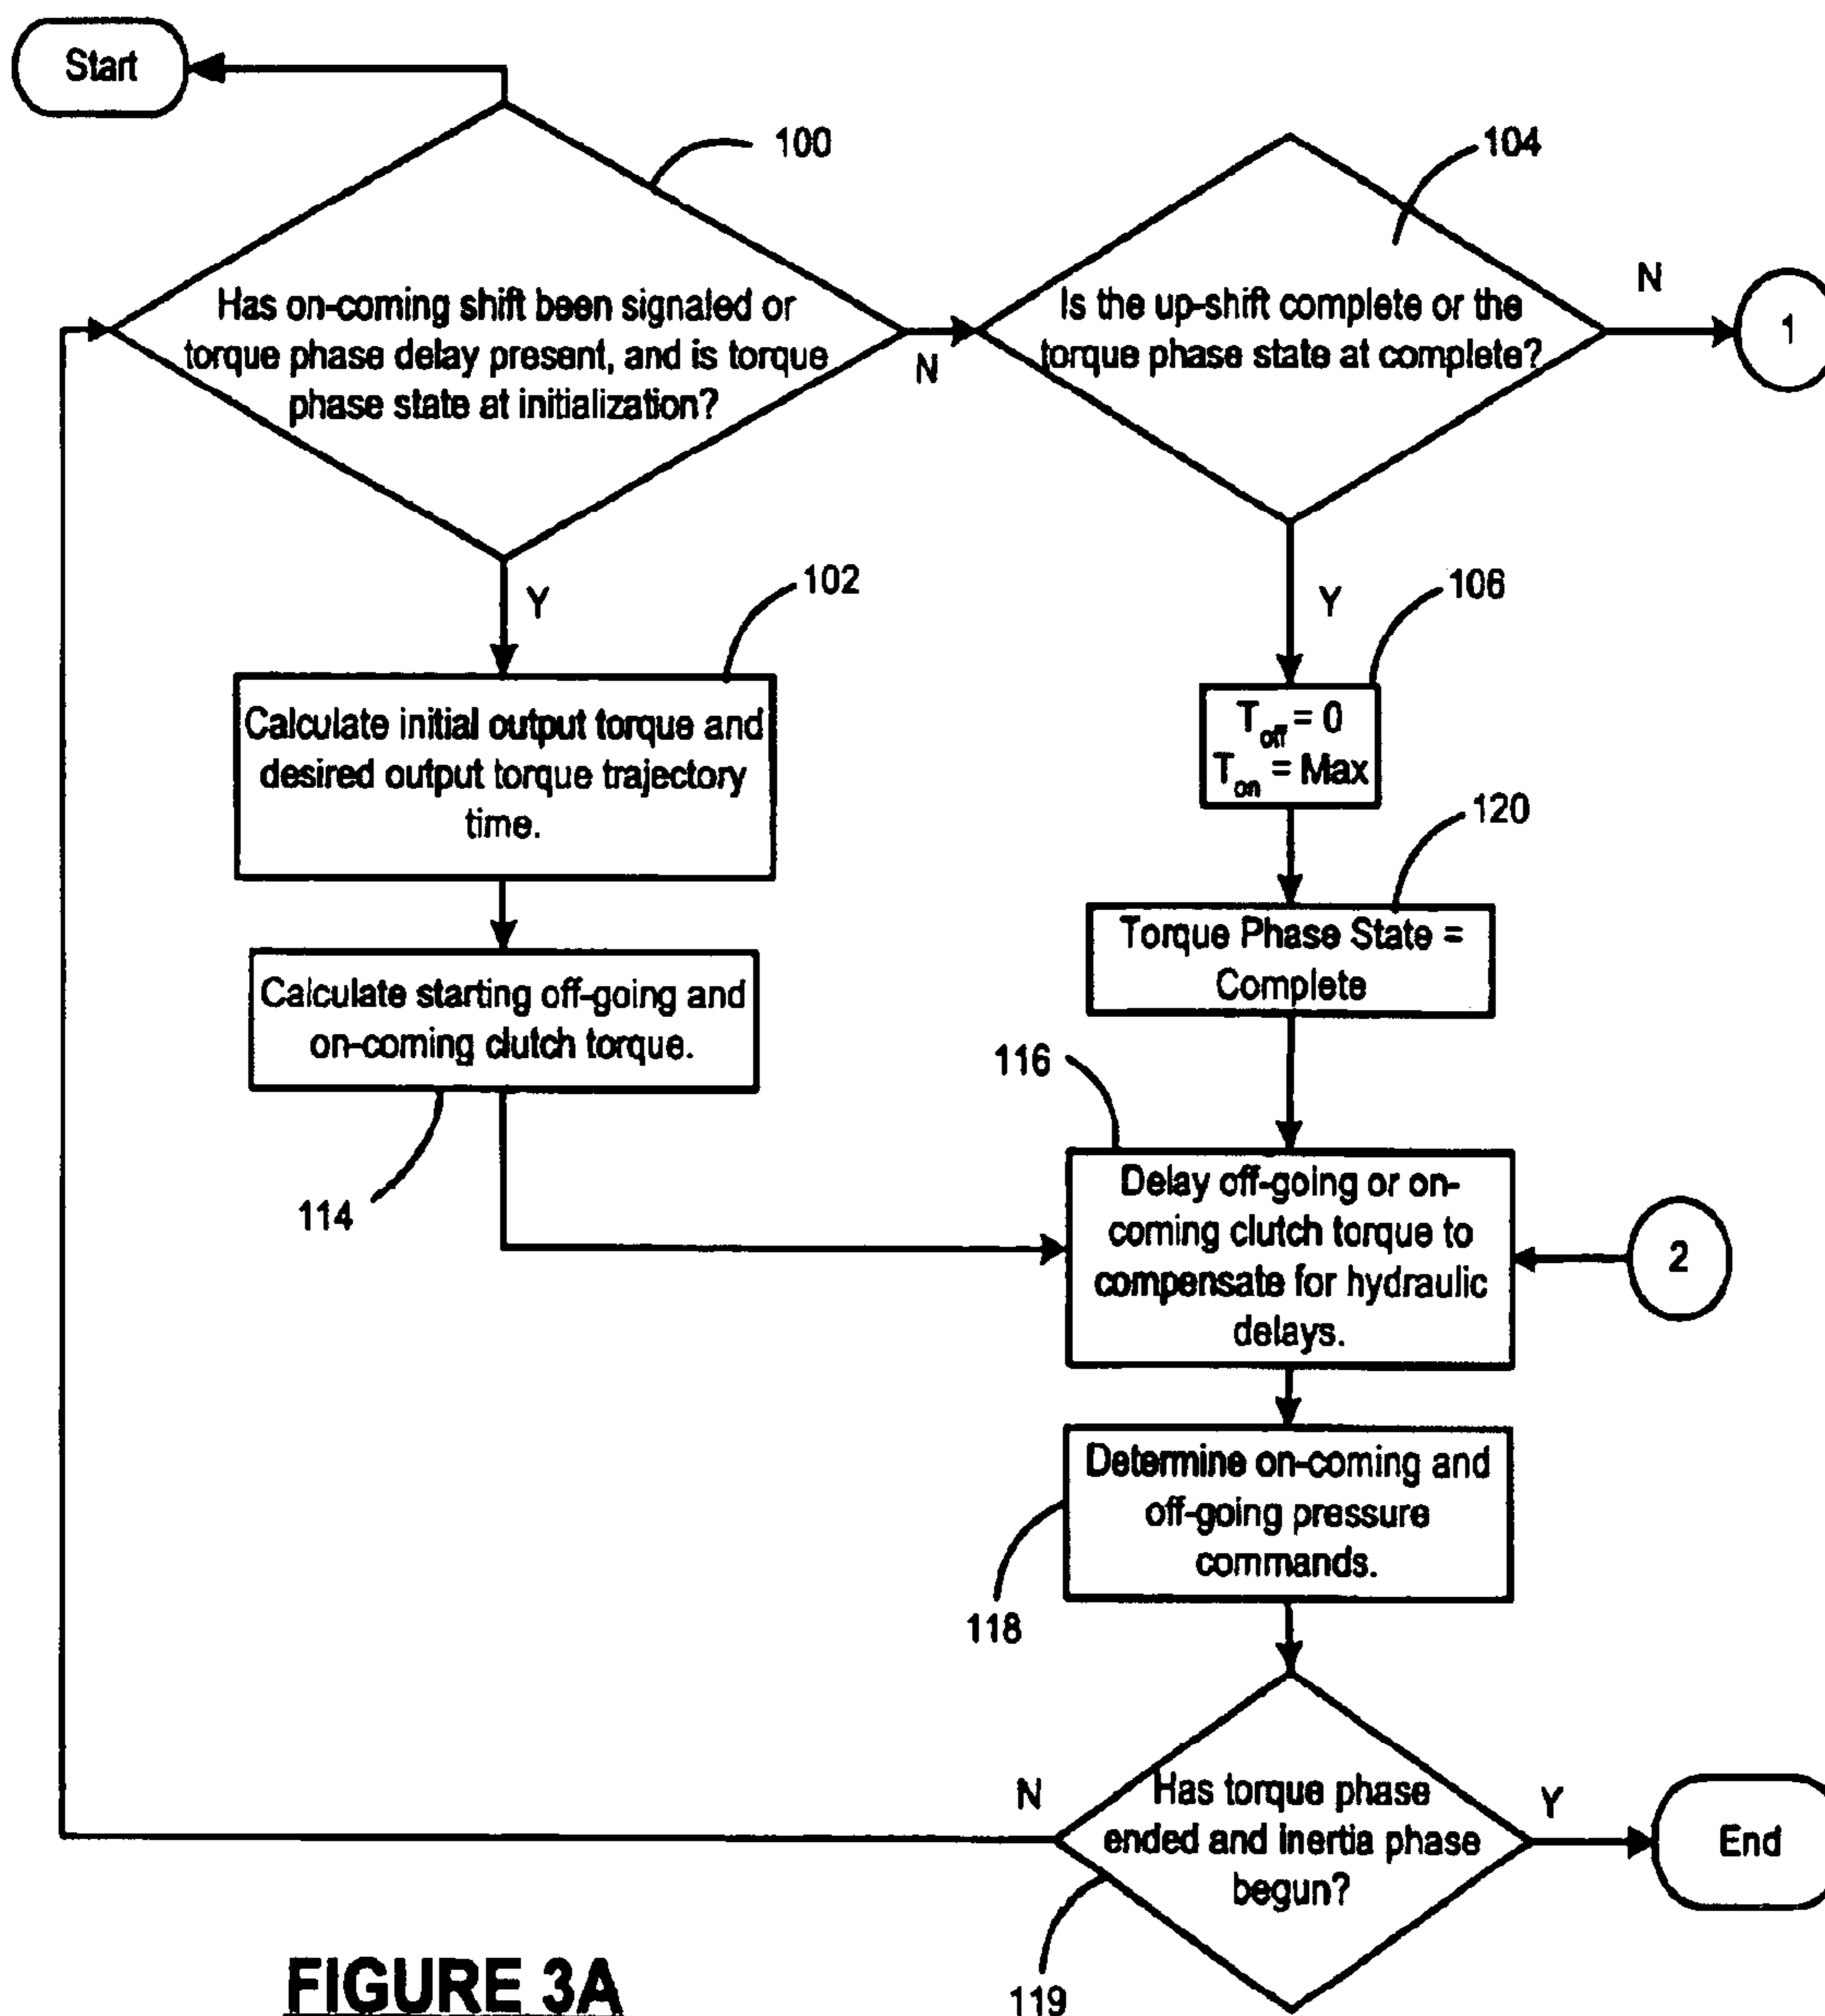 Start
100
Has on-coming shift been signaled or
torque phase delay present, and is torque
phase state at initialization?
N
Y
104
Is the up-shift complete or the
torque phase state at complete?
N
1
Y
102
Calculate initial output torque and
desired output torque trajectory
time.
106
T_off = 0
T_on = Max
120
Torque Phase State =
Complete
Calculate starting off-going and
on-coming clutch torque.
114
116
Delay off-going or on-
coming clutch torque to
compensate for hydraulic
delays.
2
Determine on-coming and
off-going pressure
commands.
118
Has torque phase
ended and inertia phase
begun?
N
Y
119
End
FIGURE 3A